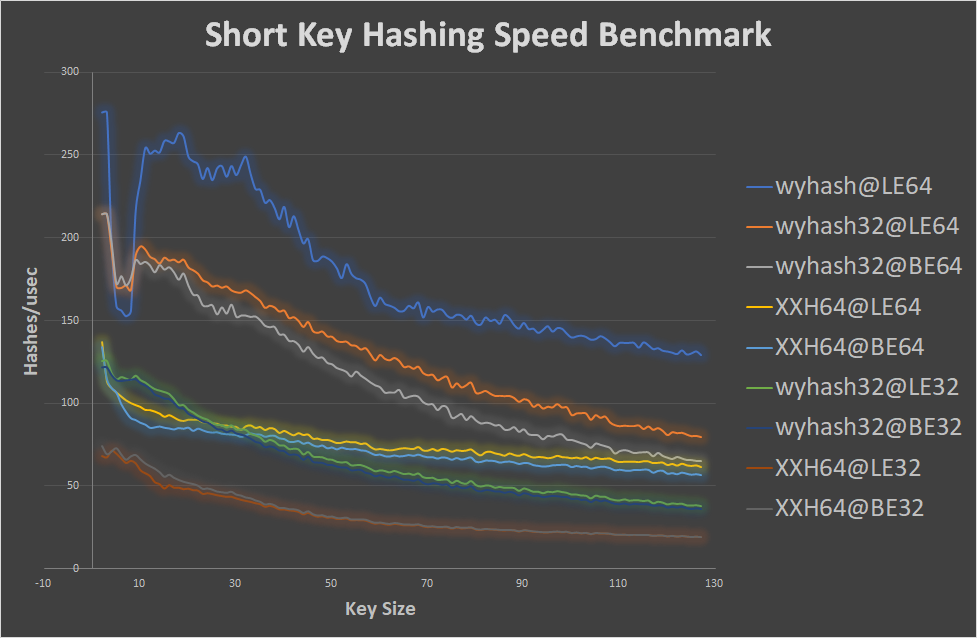 Short Key Hashing Speed Benchmark
300
250
200
150
100
50
0
-10 10 30 50 70 90 110 130
Hashes/usec
Key Size
wyhash@LE64
wyhash32@LE64
wyhash32@BE64
XXH64@LE64
XXH64@BE64
wyhash32@LE32
wyhash32@BE32
XXH64@LE32
XXH64@BE32